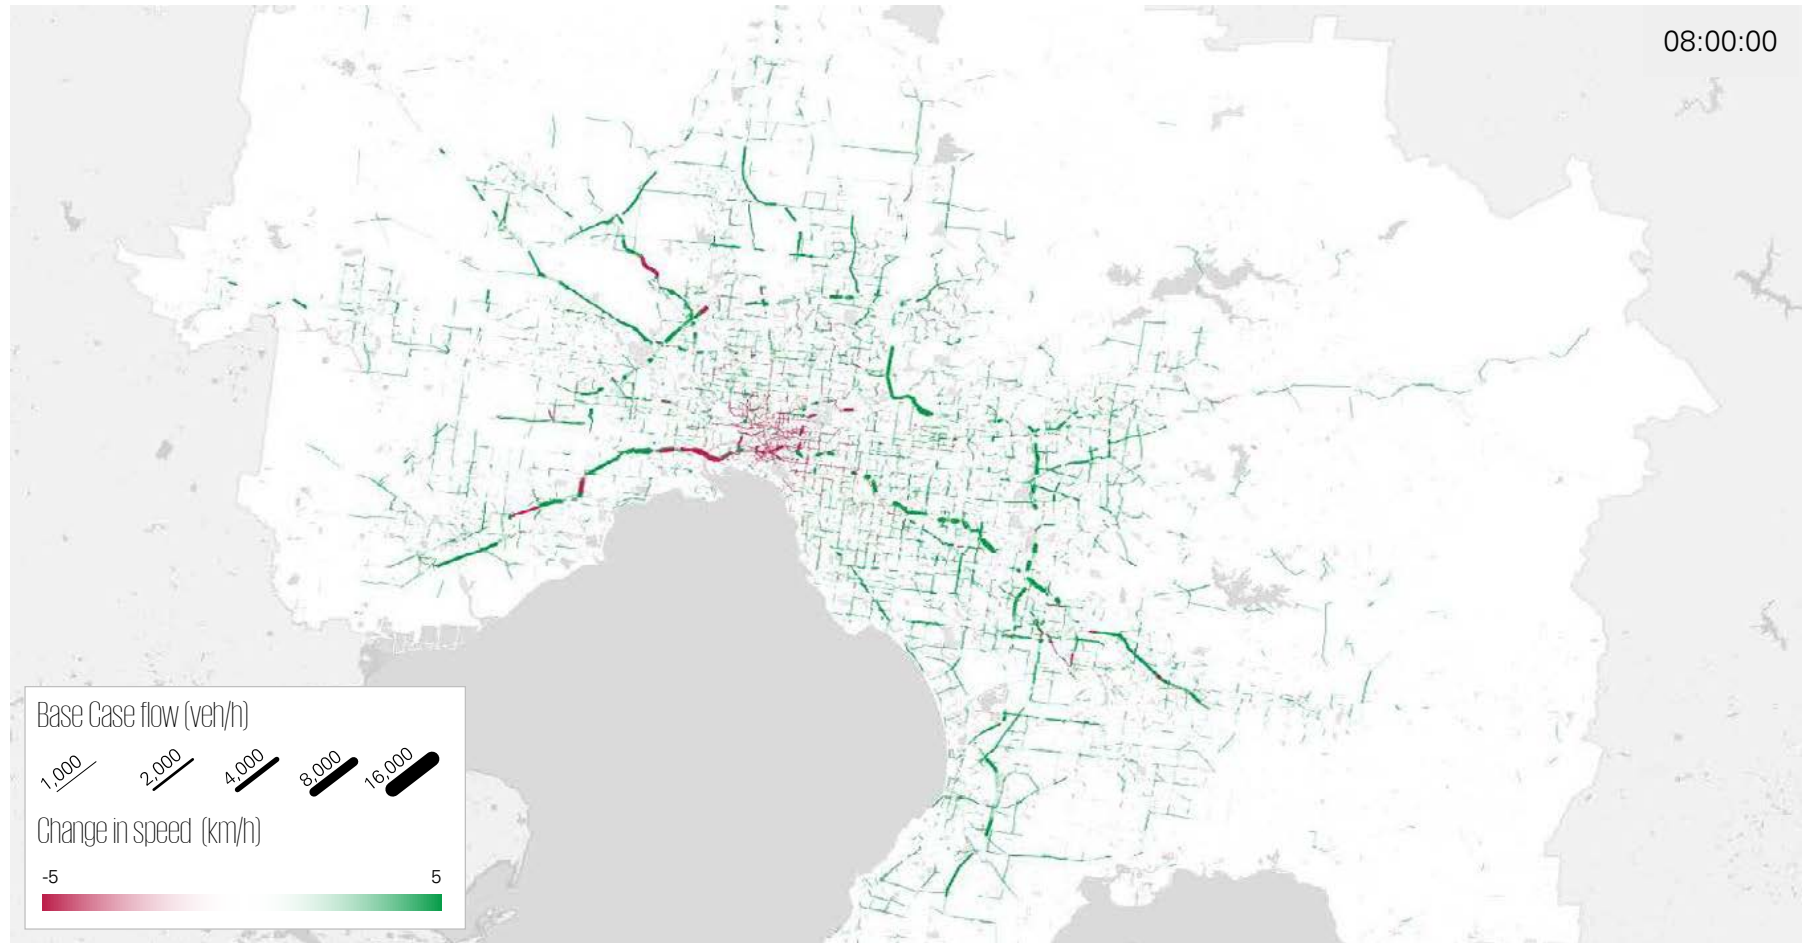 08:00:00
Base Case flow (veh/h)
1,000 2,000 4,000 8,000 16,000
Change in speed (km/h)
-5 5